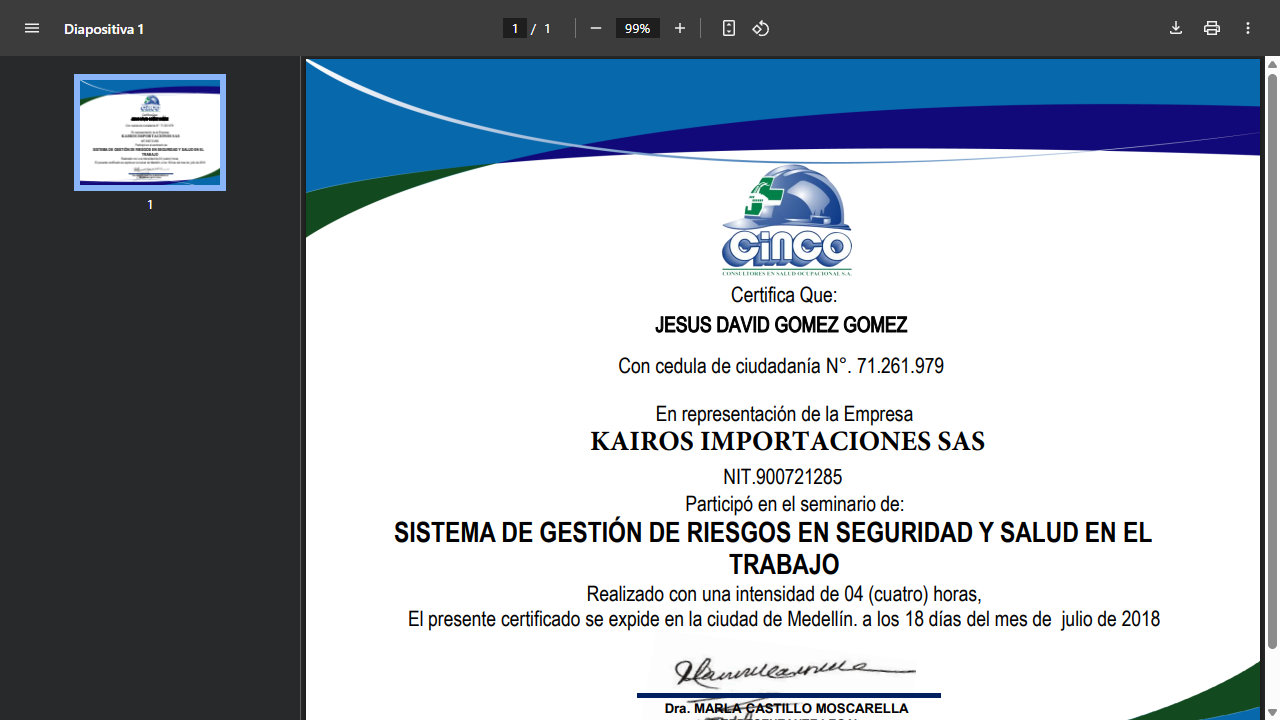 Diapositiva 1
1 / 1
99%
1
CINCO
CONSULTORES EN SALUD OCUPACIONAL S.A.
Certifica Que:
JESUS DAVID GOMEZ GOMEZ
Con cedula de ciudadanía N°. 71.261.979
En representación de la Empresa
KAIROS IMPORTACIONES SAS
NIT.900721285
Participó en el seminario de:
SISTEMA DE GESTIÓN DE RIESGOS EN SEGURIDAD Y SALUD EN EL
TRABAJO
Realizado con una intensidad de 04 (cuatro) horas,
El presente certificado se expide en la ciudad de Medellín. a los 18 días del mes de julio de 2018
Dra. MARLA CASTILLO MOSCARELLA